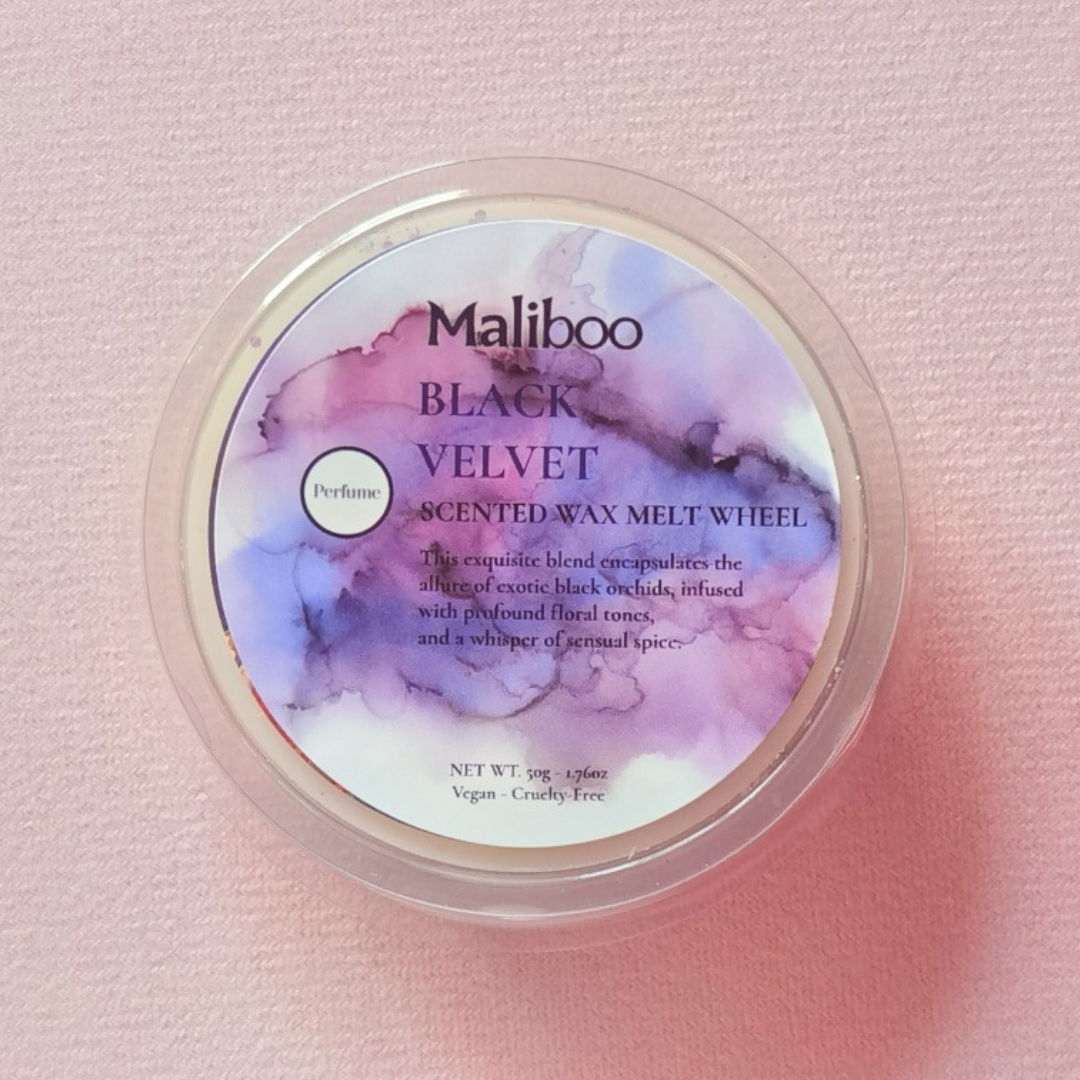 Maliboo
BLACK
VELVET
Perfume
SCENTED WAX MELT WHEEL
This exquisite blend encapsulates the
allure of exotic black orchids, infused
with profound floral tones,
and a whisper of sensual spice.
NET WT. 50g - 1.76oz
Vegan - Cruelty-Free